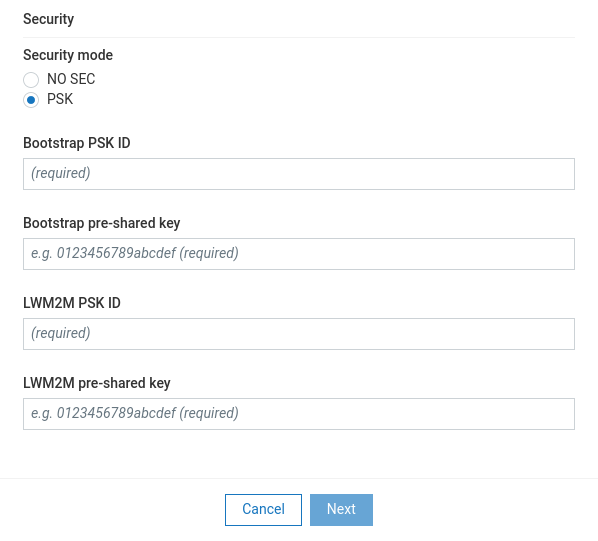 Security
Security mode
NO SEC
PSK
Bootstrap PSK ID
(required)
Bootstrap pre-shared key
e.g. 0123456789abcdef (required)
LWM2M PSK ID
(required)
LWM2M pre-shared key
e.g. 0123456789abcdef (required)
Cancel Next